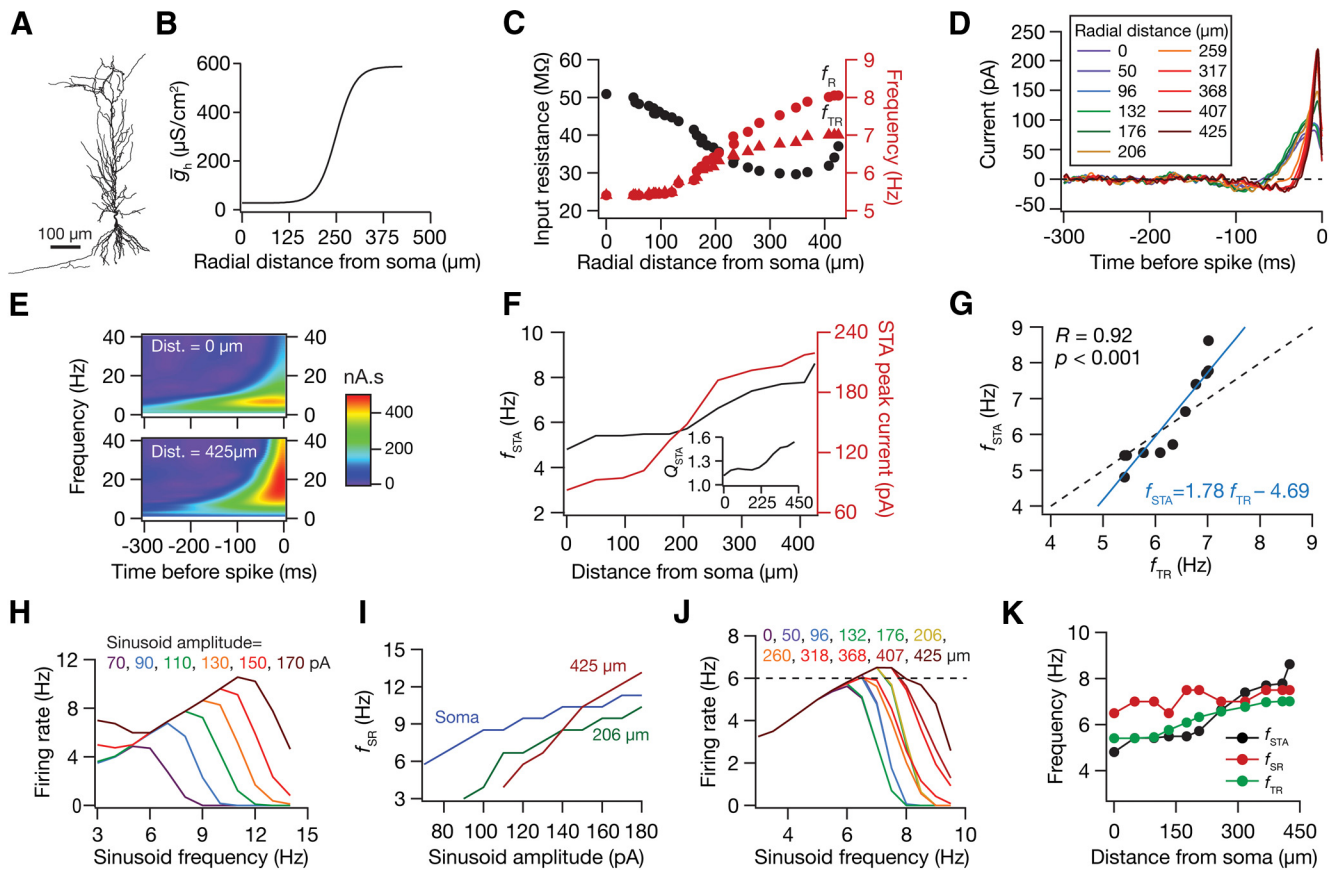 A
100 µm
B
600
400
200
0
g̅h (µS/cm²)
0 125 250 375 500
Radial distance from soma (µm)
C
60
50
40
30
20
Input resistance (MΩ)
fR
fTR
9
8
7
6
5
Frequency (Hz)
0 100 200 300 400
Radial distance from soma (µm)
D
250
200
150
100
50
0
-50
Current (pA)
Radial distance (µm)
0 259
50 317
96 368
132 407
176 425
206
-300 -200 -100 0
Time before spike (ms)
E
40 40
Dist. = 0 µm
20 20
0 0
40 40
Dist. = 425µm
20 20
0 0
Frequency (Hz)
nA.s
400
200
0
-300 -200 -100 0
Time before spike (ms)
F
10
8
6
4
2
fSTA (Hz)
240
180
120
60
STA peak current (pA)
1.6
1.3
1.0
QSTA
0 225 450
0 100 200 300 400
Distance from soma (µm)
G
9
8
7
6
5
4
fSTA (Hz)
R = 0.92
p < 0.001
fSTA=1.78 fTR – 4.69
4 5 6 7 8 9
fTR (Hz)
H
Sinusoid amplitude=
70, 90, 110, 130, 150, 170 pA
12
8
4
0
Firing rate (Hz)
3 6 9 12 15
Sinusoid frequency (Hz)
I
15
12
9
6
3
fSR (Hz)
425 µm
Soma
206 µm
80 100 120 140 160 180
Sinusoid amplitude (pA)
J
0, 50, 96, 132, 176, 206,
260, 318, 368, 407, 425 µm
8
6
4
2
0
Firing rate (Hz)
4 6 8 10
Sinusoid frequency (Hz)
K
10
8
6
4
Frequency (Hz)
fSTA
fSR
fTR
0 150 300 450
Distance from soma (µm)